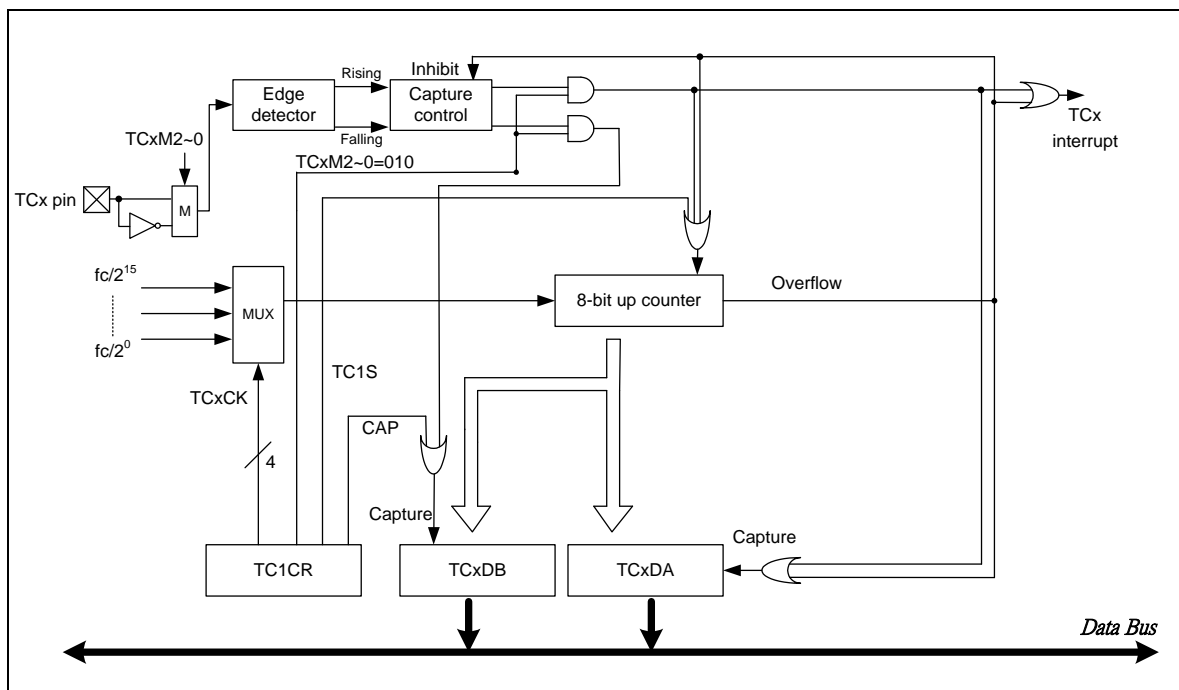 Inhibit
Rising
Edge
detector
Capture
control
Falling
TCx
interrupt
TCxM2~0
TCxM2~0=010
TCx pin
M
fc/2¹⁵
fc/2⁰
MUX
8-bit up counter
Overflow
TC1S
TCxCK
CAP
4
Capture
Capture
TC1CR
TCxDB
TCxDA
Data Bus